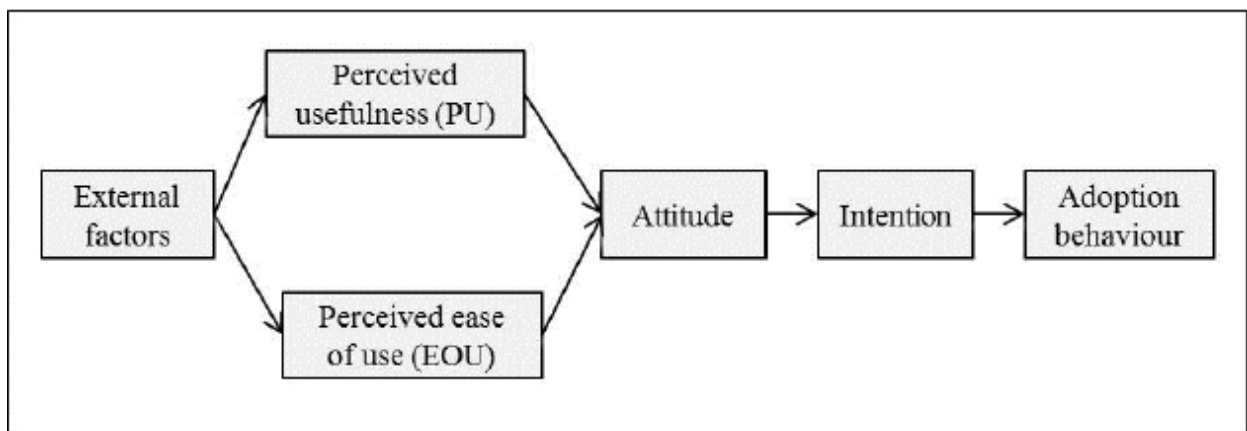 Perceived
usefulness (PU)
External
factors
Perceived ease
of use (EOU)
Attitude
Intention
Adoption
behaviour